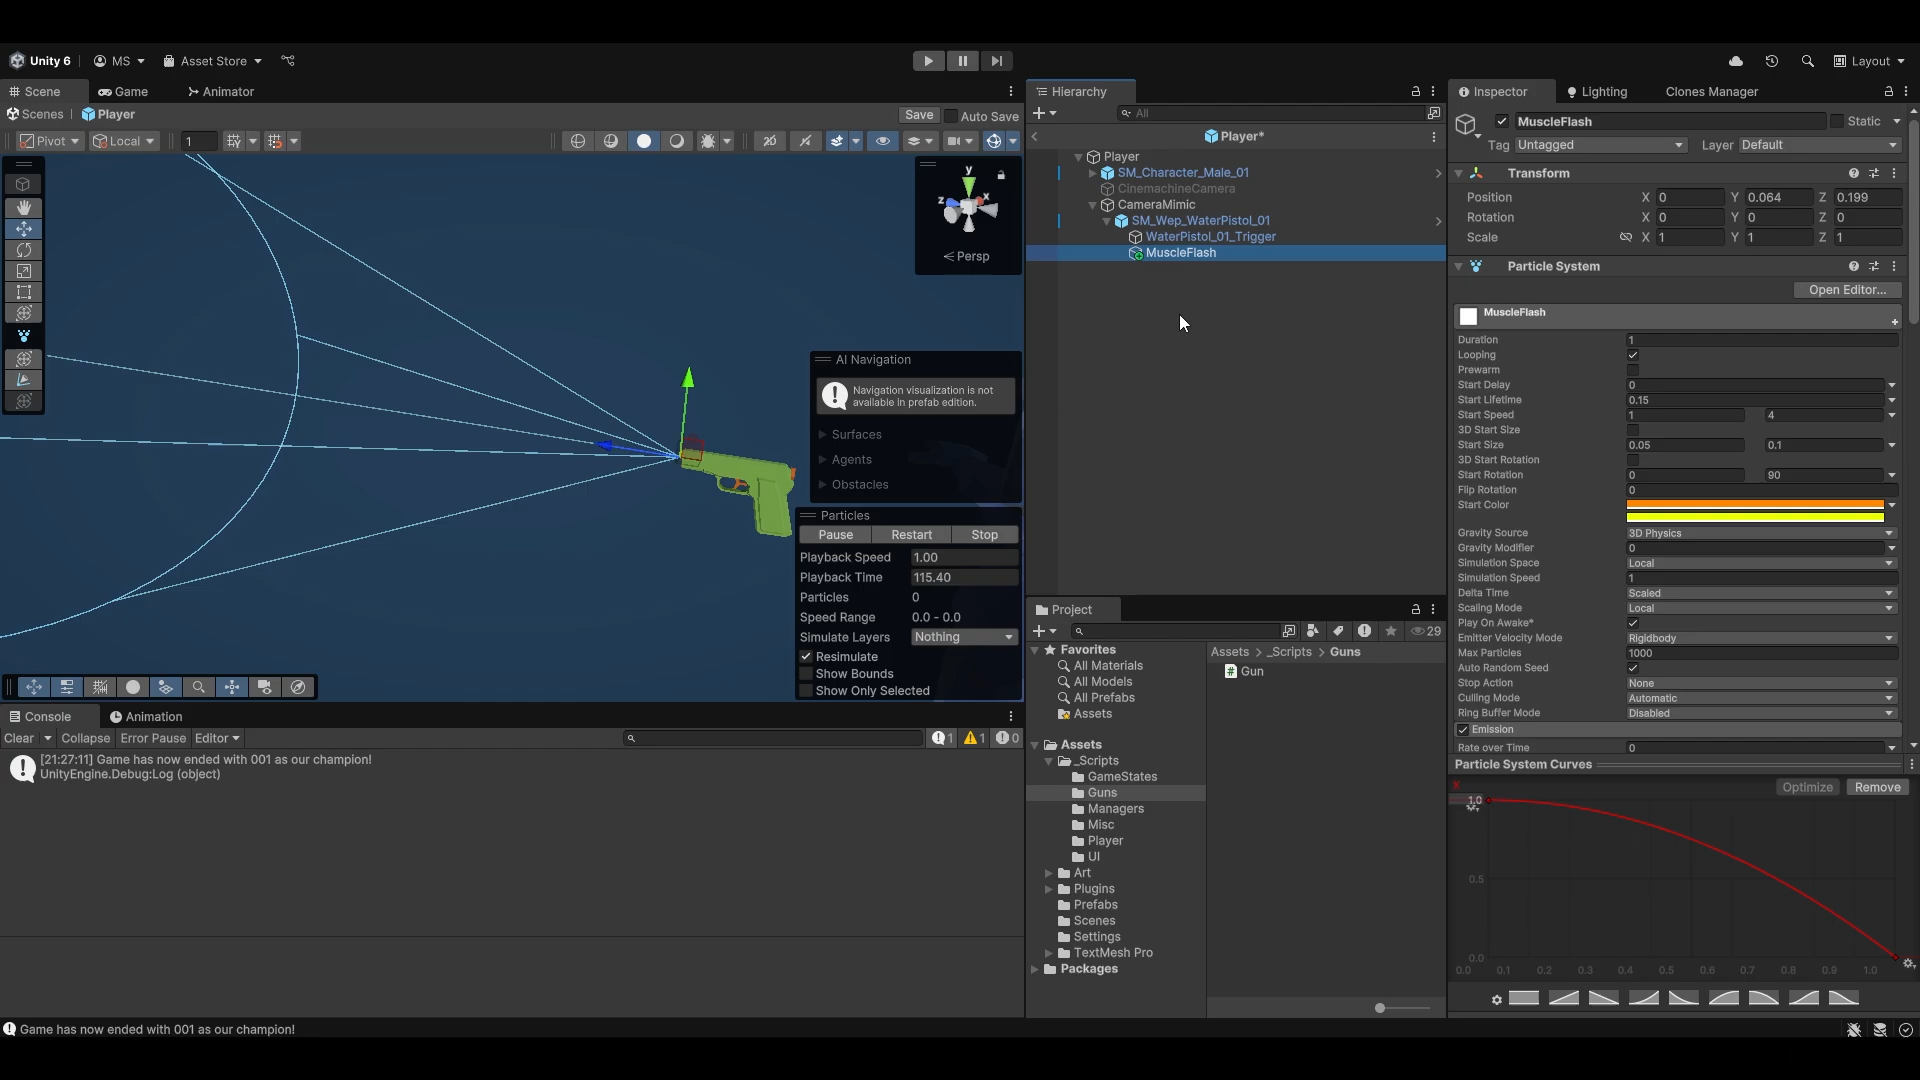 Unity 6
MS
Asset Store
Layout
Scene
Game
Animator
Scenes
Player
Save
Auto Save
Pivot
Local
1
2D
y
x
z
Persp
AI Navigation
Navigation visualization is not
available in prefab edition.
Surfaces
Agents
Obstacles
Particles
Pause
Restart
Stop
Playback Speed 1.00
Playback Time 115.40
Particles 0
Speed Range 0.0 - 0.0
Simulate Layers Nothing
Resimulate
Show Bounds
Show Only Selected
Console
Animation
Clear
Collapse
Error Pause
Editor
1
1
0
[21:27:11] Game has now ended with 001 as our champion!
UnityEngine.Debug:Log (object)
Game has now ended with 001 as our champion!
Hierarchy
All
Player*
Player
SM_Character_Male_01
CinemachineCamera
CameraMimic
SM_Wep_WaterPistol_01
WaterPistol_01_Trigger
MuscleFlash
Project
29
Favorites
All Materials
All Models
All Prefabs
Assets
Assets
_Scripts
GameStates
Guns
Managers
Misc
Player
UI
Art
Plugins
Prefabs
Scenes
Settings
TextMesh Pro
Packages
Assets > _Scripts > Guns
Gun
Inspector
Lighting
Clones Manager
MuscleFlash
Static
Tag Untagged
Layer Default
Transform
Position X 0 Y 0.064 Z 0.199
Rotation X 0 Y 0 Z 0
Scale X 1 Y 1 Z 1
Particle System
Open Editor...
MuscleFlash
Duration 1
Looping
Prewarm
Start Delay 0
Start Lifetime 0.15
Start Speed 1 4
3D Start Size
Start Size 0.05 0.1
3D Start Rotation
Start Rotation 0 90
Flip Rotation 0
Start Color
Gravity Source 3D Physics
Gravity Modifier 0
Simulation Space Local
Simulation Speed 1
Delta Time Scaled
Scaling Mode Local
Play On Awake*
Emitter Velocity Mode Rigidbody
Max Particles 1000
Auto Random Seed
Stop Action None
Culling Mode Automatic
Ring Buffer Mode Disabled
Emission
Rate over Time 0
Particle System Curves
X
Optimize
Remove
1.0
0.5
0.0
0.0 0.1 0.2 0.3 0.4 0.5 0.6 0.7 0.8 0.9 1.0